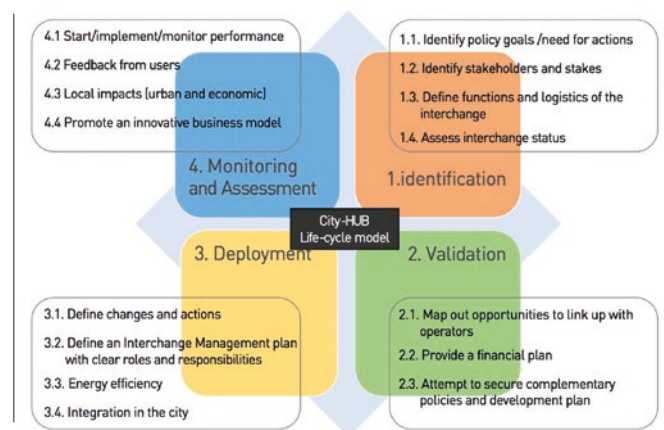 4.1 Start/implement/monitor performance
4.2 Feedback from users
4.3 Local impacts (urban and economic)
4.4 Promote an innovative business model
4. Monitoring
and Assessment
1.1. Identify policy goals /need for actions
1.2. Identify stakeholders and stakes
1.3. Define functions and logistics of the
interchange
1.4. Assess interchange status
1.identification
City-HUB
Life-cycle model
3. Deployment
3.1. Define changes and actions
3.2. Define an Interchange Management plan
with clear roles and responsibilities
3.3. Energy efficiency
3.4. Integration in the city
2. Validation
2.1. Map out opportunities to link up with
operators
2.2. Provide a financial plan
2.3. Attempt to secure complementary
policies and development plan